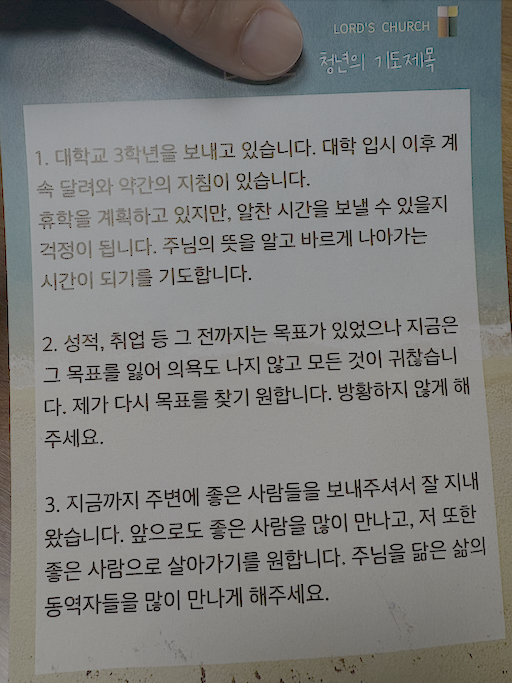 LORD'S CHURCH
청년의 기도제목
1. 대학교 3학년을 보내고 있습니다. 대학 입시 이후 계
속 달려와 약간의 지침이 있습니다.
휴학을 계획하고 있지만, 알찬 시간을 보낼 수 있을지
걱정이 됩니다. 주님의 뜻을 알고 바르게 나아가는
시간이 되기를 기도합니다.
2. 성적, 취업 등 그 전까지는 목표가 있었으나 지금은
그 목표를 잃어 의욕도 나지 않고 모든 것이 귀찮습니
다. 제가 다시 목표를 찾기 원합니다. 방황하지 않게 해
주세요.
3. 지금까지 주변에 좋은 사람들을 보내주셔서 잘 지내
왔습니다. 앞으로도 좋은 사람을 많이 만나고, 저 또한
좋은 사람으로 살아가기를 원합니다. 주님을 닮은 삶의
동역자들을 많이 만나게 해주세요.